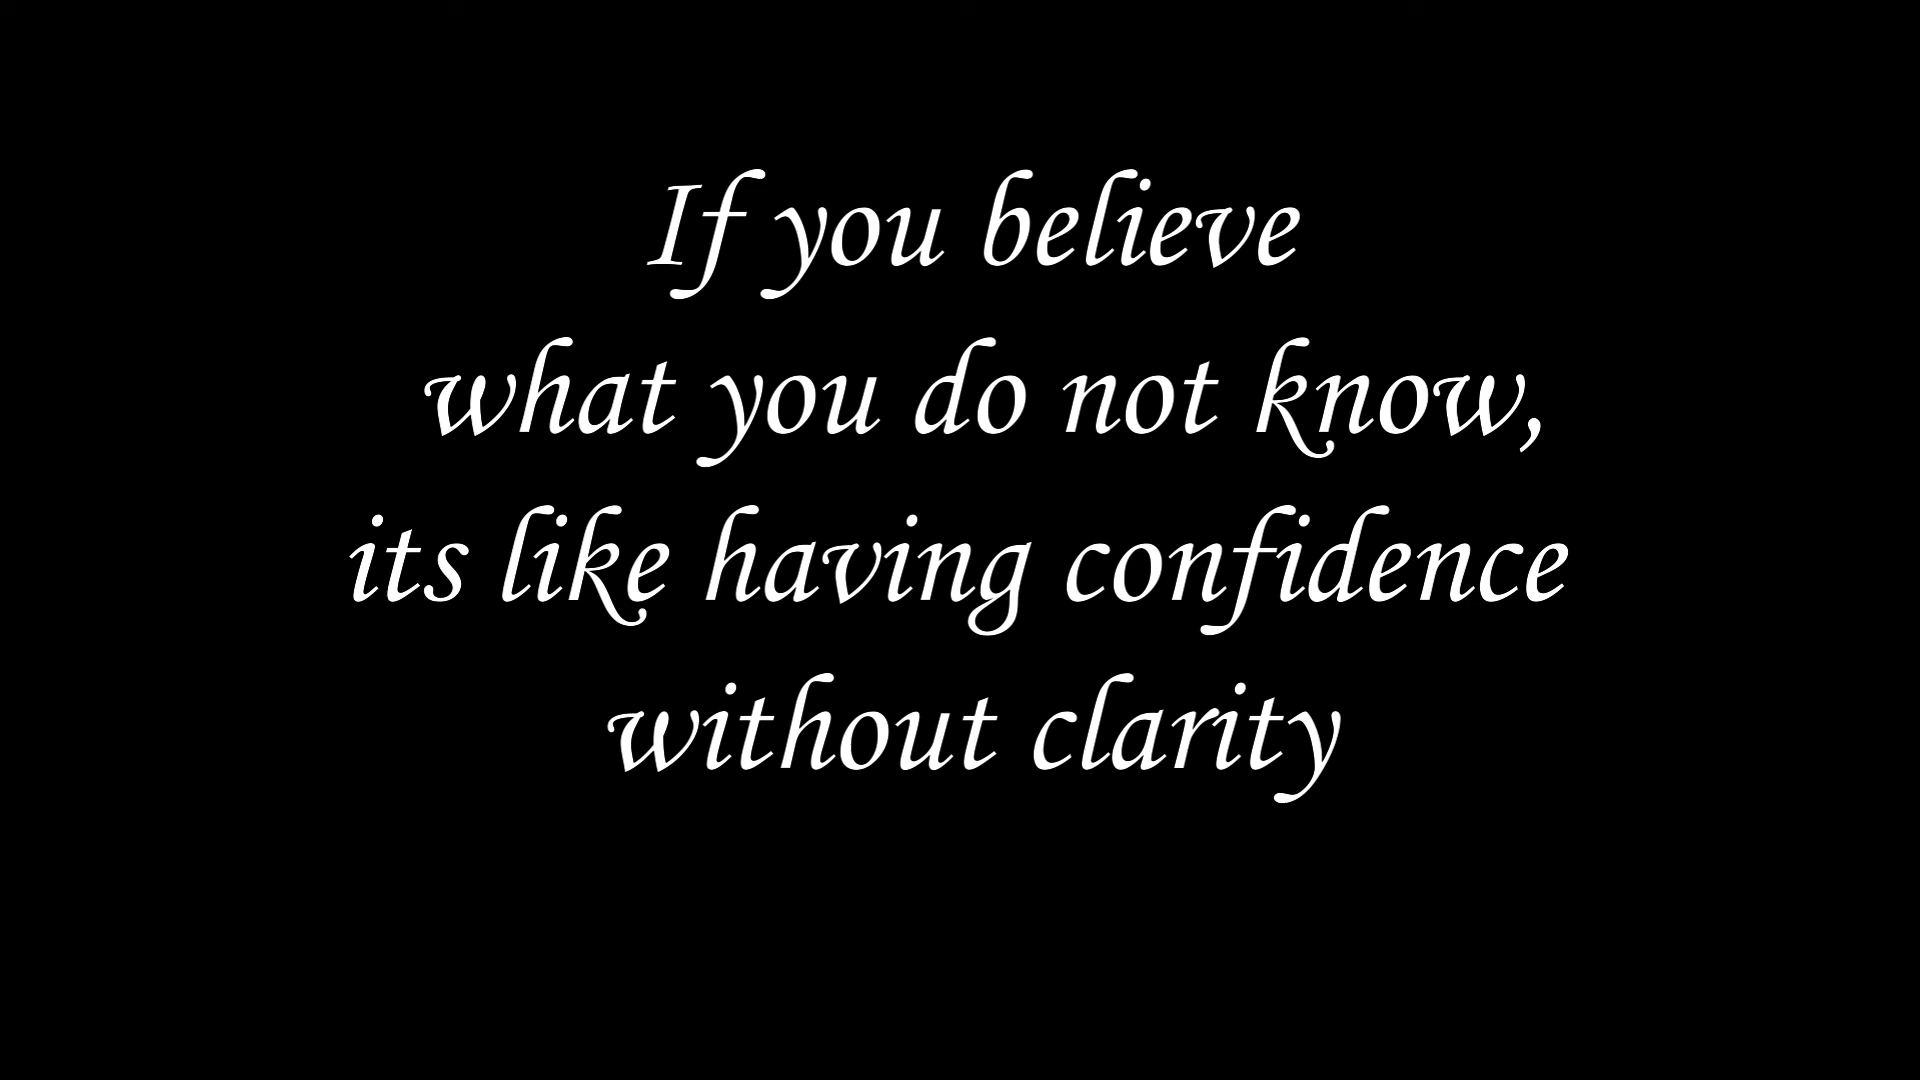 If you believe
what you do not know,
its like having confidence
without clarity